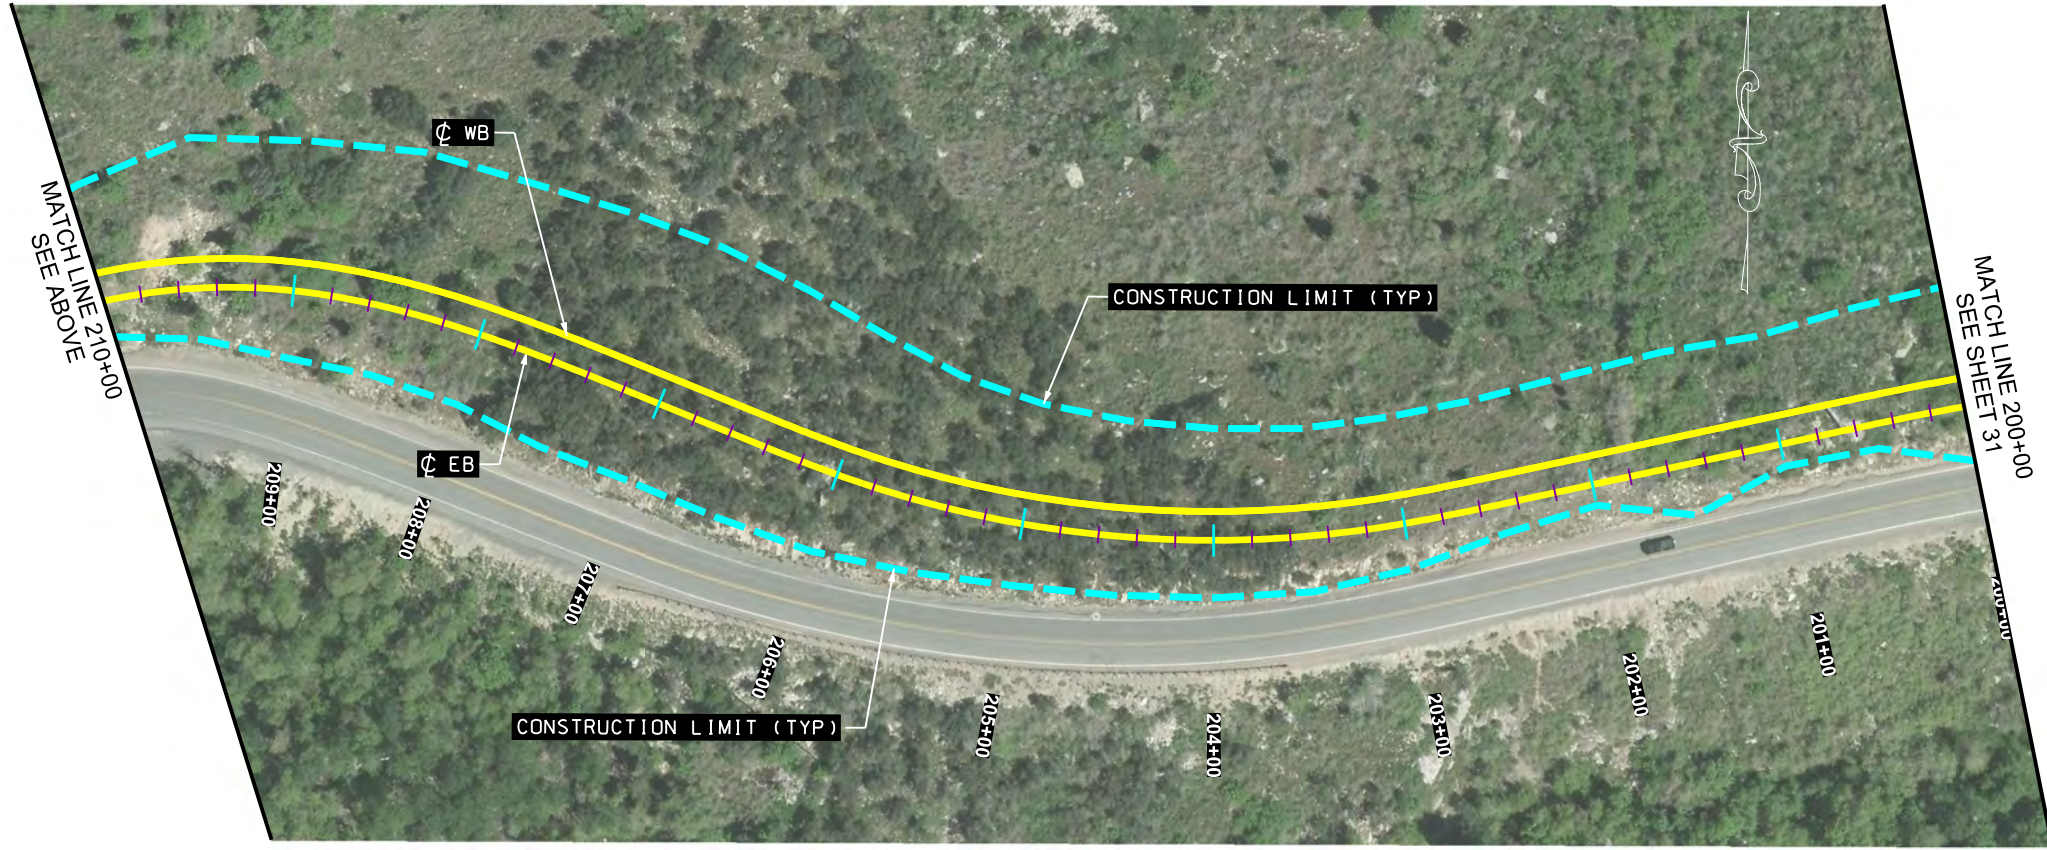 ℄ WB
CONSTRUCTION LIMIT (TYP)
MATCH LINE 210+00
SEE ABOVE
MATCH LINE 200+00
SEE SHEET 31
℄ EB
CONSTRUCTION LIMIT (TYP)
209+00
208+00
207+00
206+00
205+00
204+00
203+00
202+00
201+00
200+00